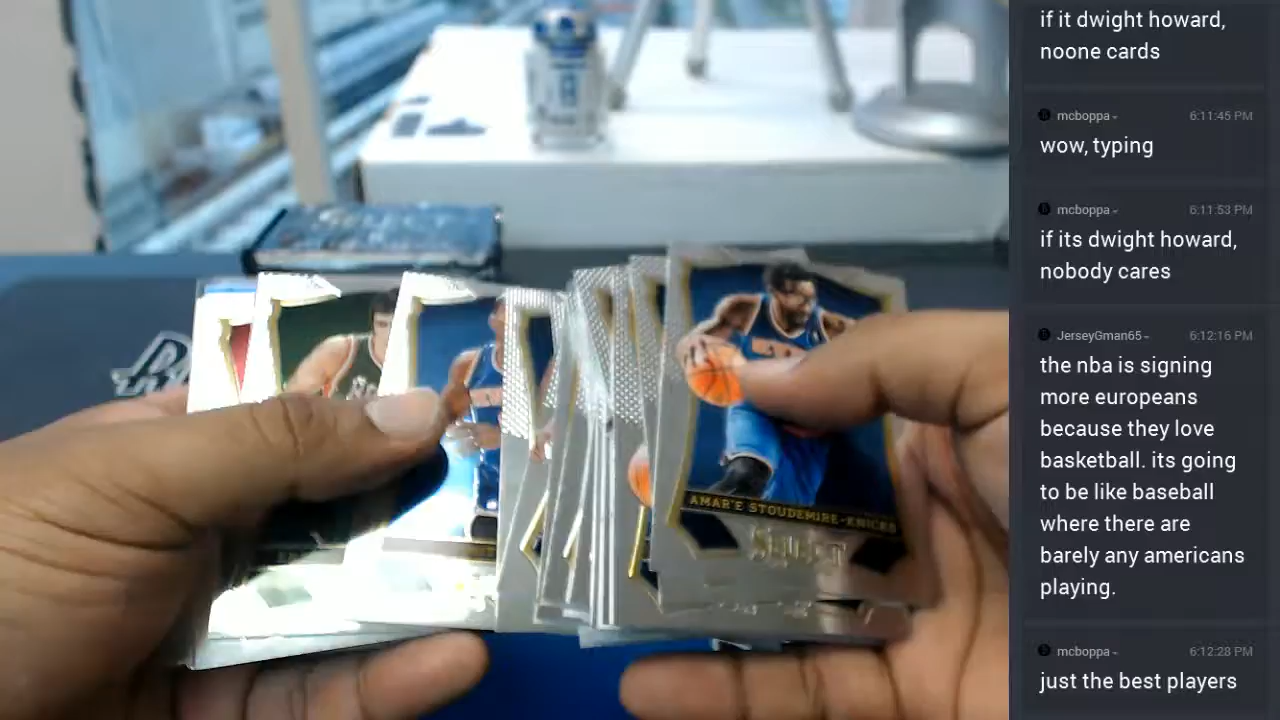 SELECT
AMAR'E STOUDEMIRE-KNICKS
SELECT
if it dwight howard,
noone cards
mcboppa
6:11:45 PM
wow, typing
mcboppa
6:11:53 PM
if its dwight howard,
nobody cares
JerseyGman65
6:12:16 PM
the nba is signing
more europeans
because they love
basketball. its going
to be like baseball
where there are
barely any americans
playing.
mcboppa
6:12:28 PM
just the best players